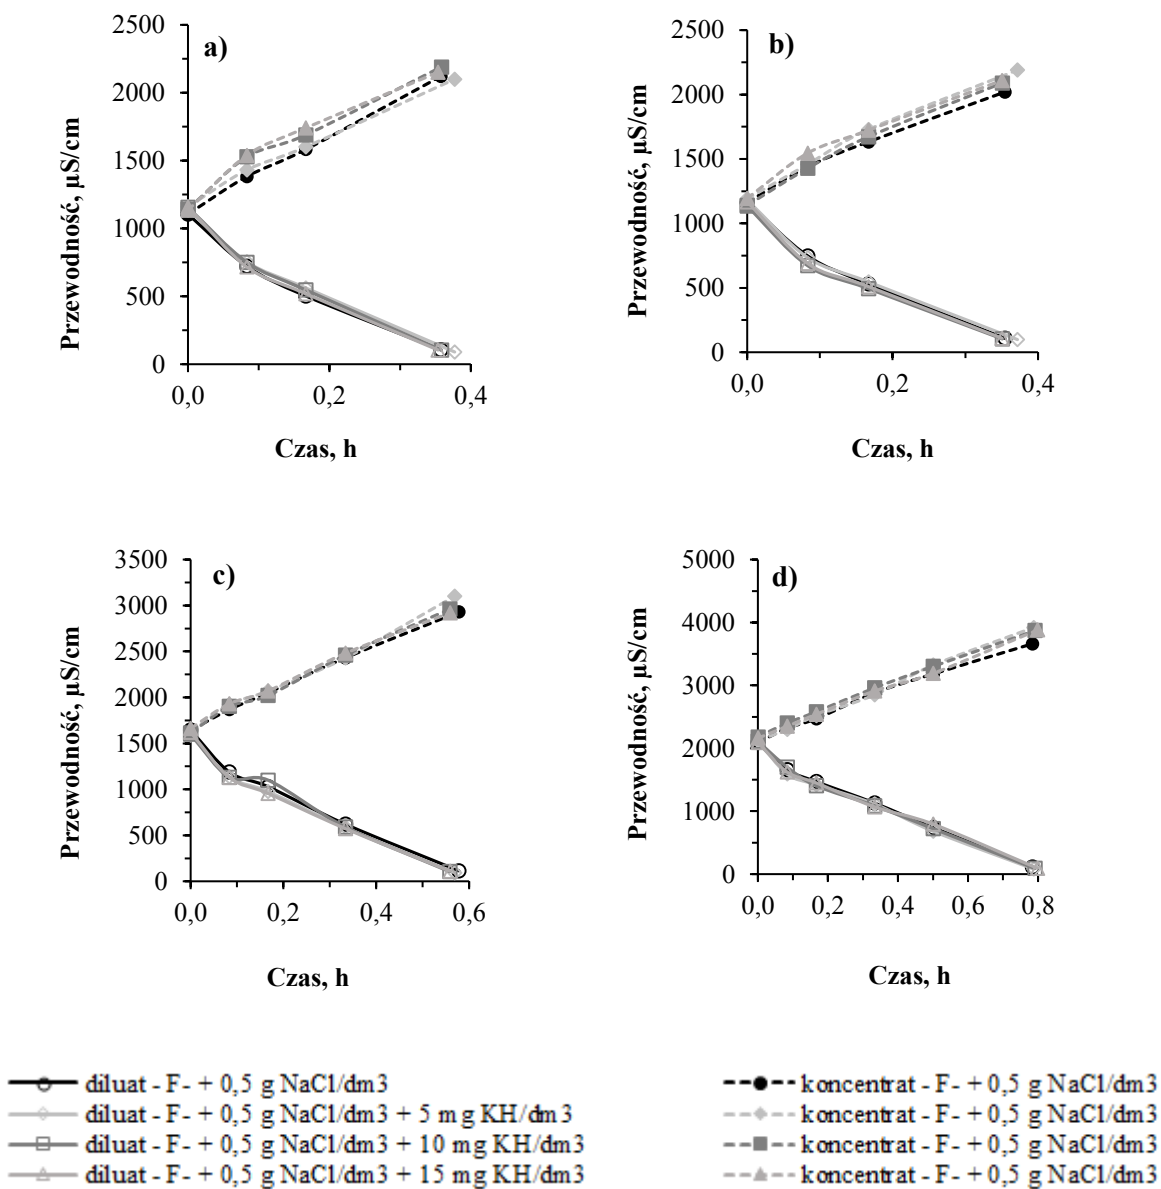 a)
2500
2000
1500
1000
500
0
0,0 0,2 0,4
Przewodność, µS/cm
Czas, h
b)
2500
2000
1500
1000
500
0
0,0 0,2 0,4
Przewodność, µS/cm
Czas, h
c)
3500
3000
2500
2000
1500
1000
500
0
0,0 0,2 0,4 0,6
Przewodność, µS/cm
Czas, h
d)
5000
4000
3000
2000
1000
0
0,0 0,2 0,4 0,6 0,8
Przewodność, µS/cm
Czas, h
diluat - F- + 0,5 g NaCl/dm3
diluat - F- + 0,5 g NaCl/dm3 + 5 mg KH/dm3
diluat - F- + 0,5 g NaCl/dm3 + 10 mg KH/dm3
diluat - F- + 0,5 g NaCl/dm3 + 15 mg KH/dm3
koncentrat - F- + 0,5 g NaCl/dm3
koncentrat - F- + 0,5 g NaCl/dm3
koncentrat - F- + 0,5 g NaCl/dm3
koncentrat - F- + 0,5 g NaCl/dm3